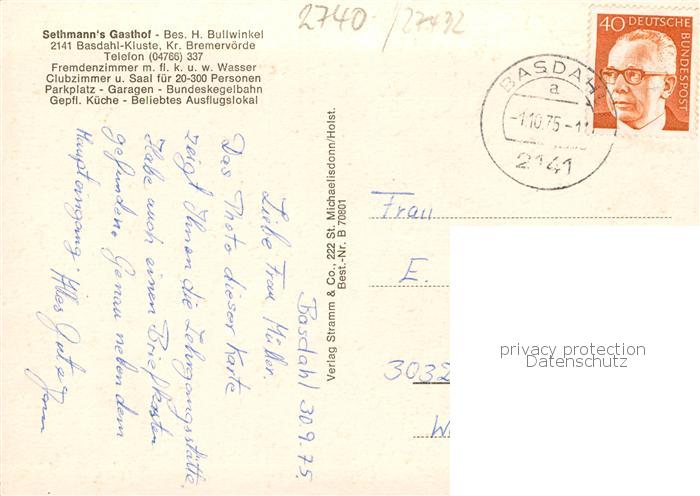 2740 /27432
Sethmann's Gasthof - Bes. H. Bullwinkel
2141 Basdahl-Kluste, Kr. Bremervörde
Telefon (04766) 337
Fremdenzimmer m. fl. k. u. w. Wasser
Clubzimmer u. Saal für 20-300 Personen
Parkplatz - Garagen - Bundeskegelbahn
Gepfl. Küche - Beliebtes Ausflugslokal
40 DEUTSCHE BUNDESPOST
BASDAHL
a
-1.10.75-1
2141
Basdahl 30.9.75
Liebe Frau Müller.
Das Photo dieser Karte
zeigt Ihnen die Lehrgangsstätte.
Habe auch einen Briefkasten
gefunden. Genau neben dem
Haupteingang. Alles Gute
Verlag Stramm & Co., 222 St. Michaelisdonn/Holst.
Best.-Nr. B 70801
Frau
E.
3032
privacy protection
Datenschutz